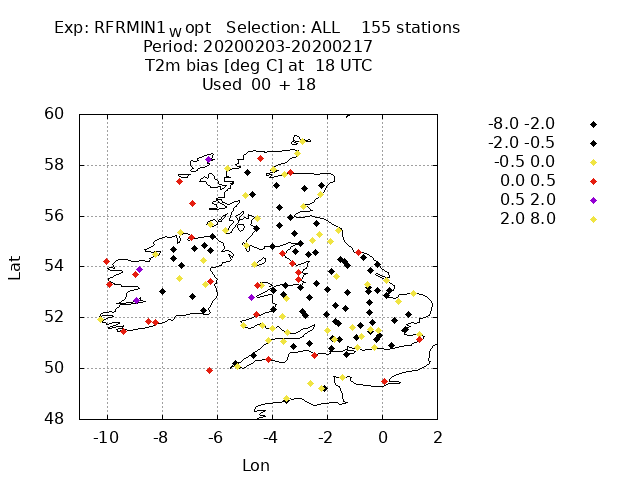 Exp: RFRMIN1_W opt Selection: ALL 155 stations
Period: 20200203-20200217
T2m bias [deg C] at 18 UTC
Used 00 + 18
-8.0 -2.0
-2.0 -0.5
-0.5 0.0
0.0 0.5
0.5 2.0
2.0 8.0
60
58
56
54
52
50
48
Lat
-10 -8 -6 -4 -2 0 2
Lon